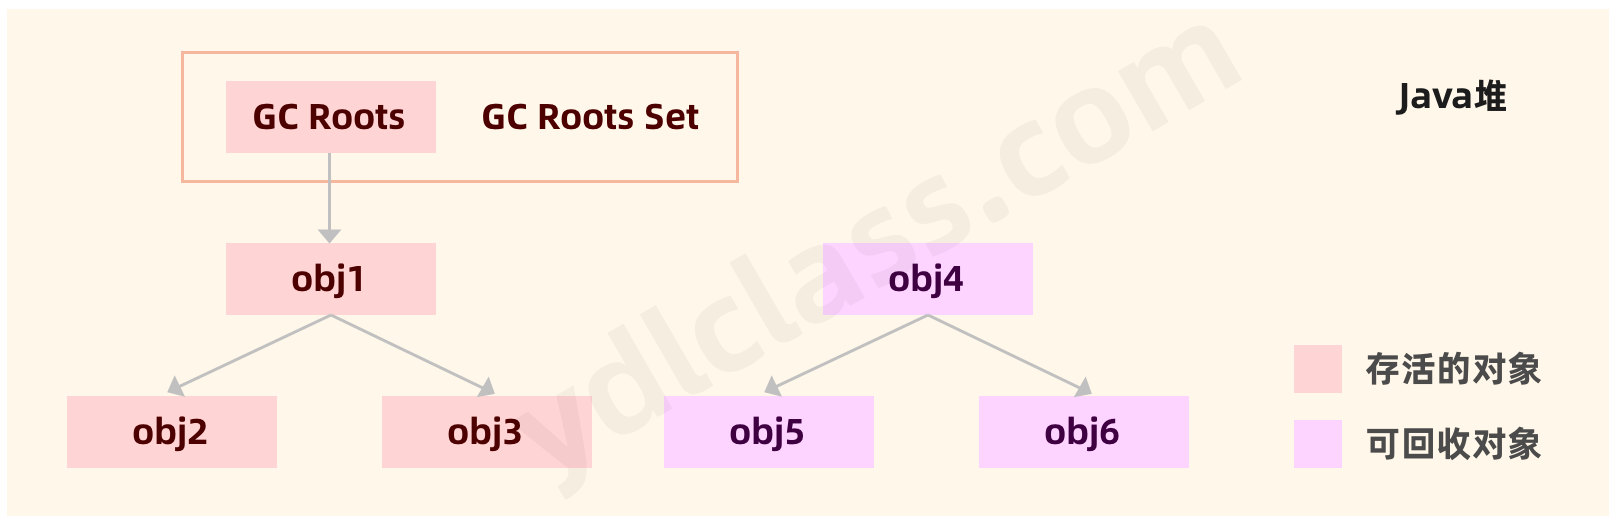 GC Roots
GC Roots Set
Java堆
obj1
obj4
obj2
obj3
obj5
obj6
存活的对象
可回收对象
ydlclass.com